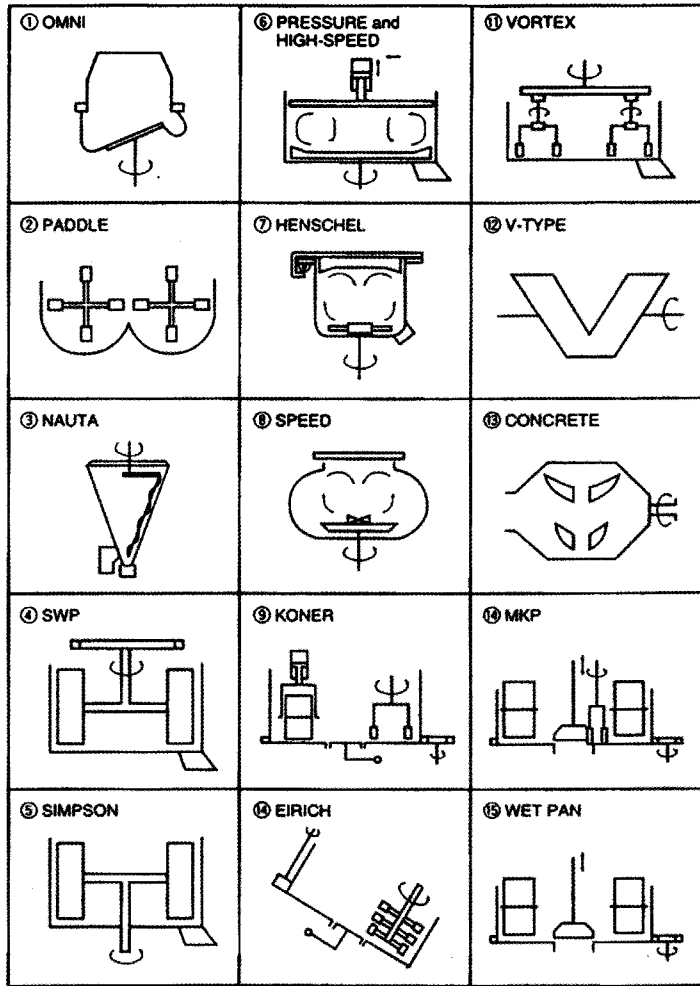 ① OMNI
⑥ PRESSURE and
HIGH-SPEED
⑪ VORTEX
② PADDLE
⑦ HENSCHEL
⑫ V-TYPE
③ NAUTA
⑧ SPEED
⑬ CONCRETE
④ SWP
⑨ KONER
⑭ MKP
⑤ SIMPSON
⑭ EIRICH
⑮ WET PAN